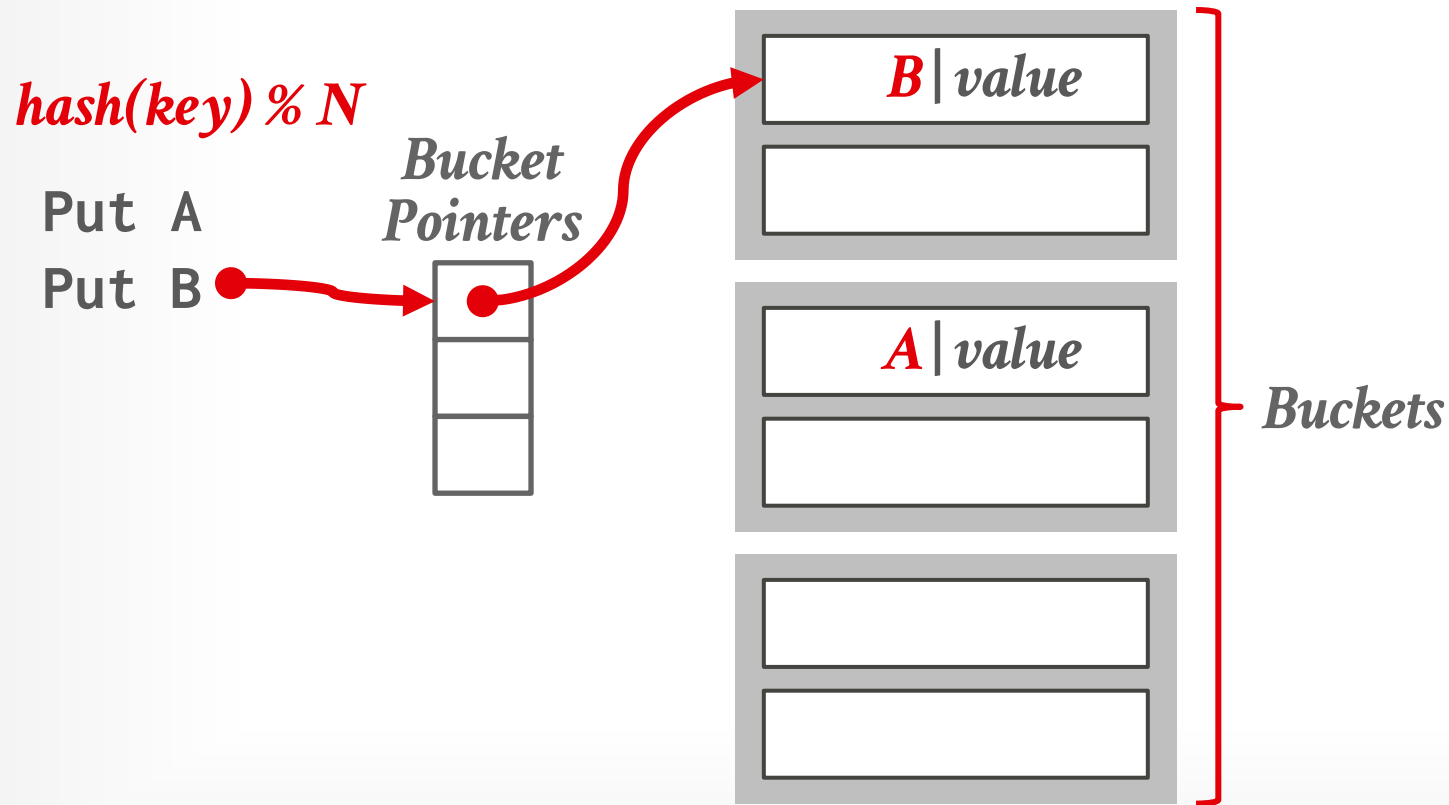 hash(key) % N
Put A
Put B
Bucket
Pointers
B|value
A|value
Buckets